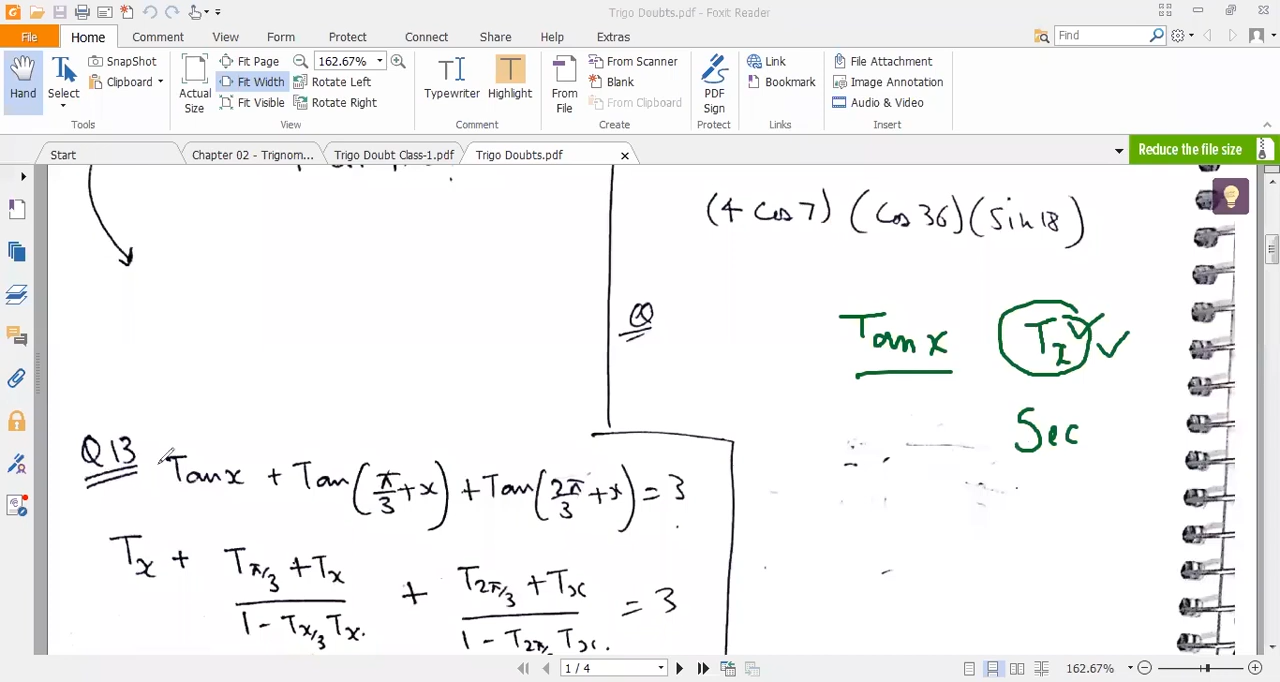 Trigo Doubts.pdf - Foxit Reader
File Home Comment View Form Protect Connect Share Help Extras
Find
Hand
Select
SnapShot
Clipboard
Tools
Actual Size
Fit Page
Fit Width
Fit Visible
162.67%
Rotate Left
Rotate Right
View
Typewriter
Highlight
Comment
From File
From Scanner
Blank
From Clipboard
Create
PDF Sign
Protect
Link
Bookmark
Links
File Attachment
Image Annotation
Audio & Video
Insert
Start
Chapter 02 - Trignom...
Trigo Doubt Class-1.pdf
Trigo Doubts.pdf
Reduce the file size
(4 cos 7) (cos 36) (sin 18)
Q
Tan x Tx
Sec
Q13 Tan x + Tan (π/3 + x) + Tan (2π/3 + x) = 3
Tx + (Tπ/3 + Tx)/(1 - Tπ/3 Tx.) + (T2π/3 + Tx)/(1 - T2π/3 Tx.) = 3
1 / 4
162.67%